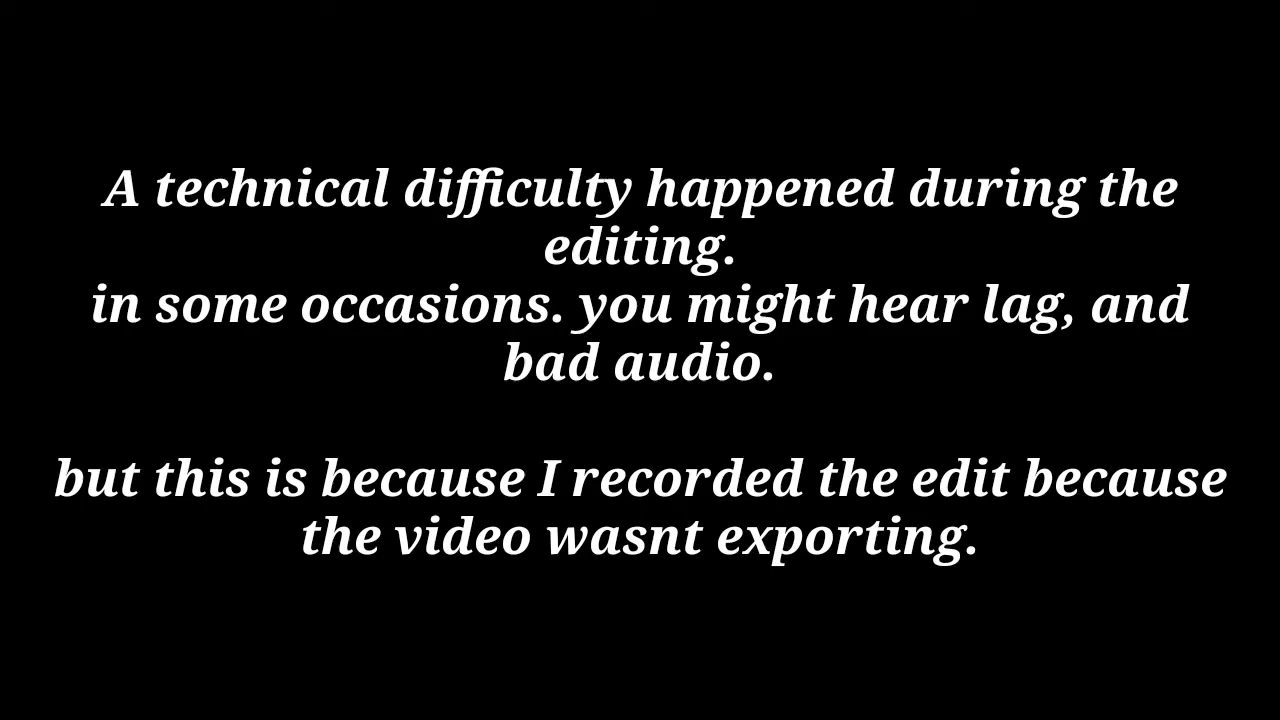 A technical difficulty happened during the
editing.
in some occasions. you might hear lag, and
bad audio.
but this is because I recorded the edit because
the video wasnt exporting.